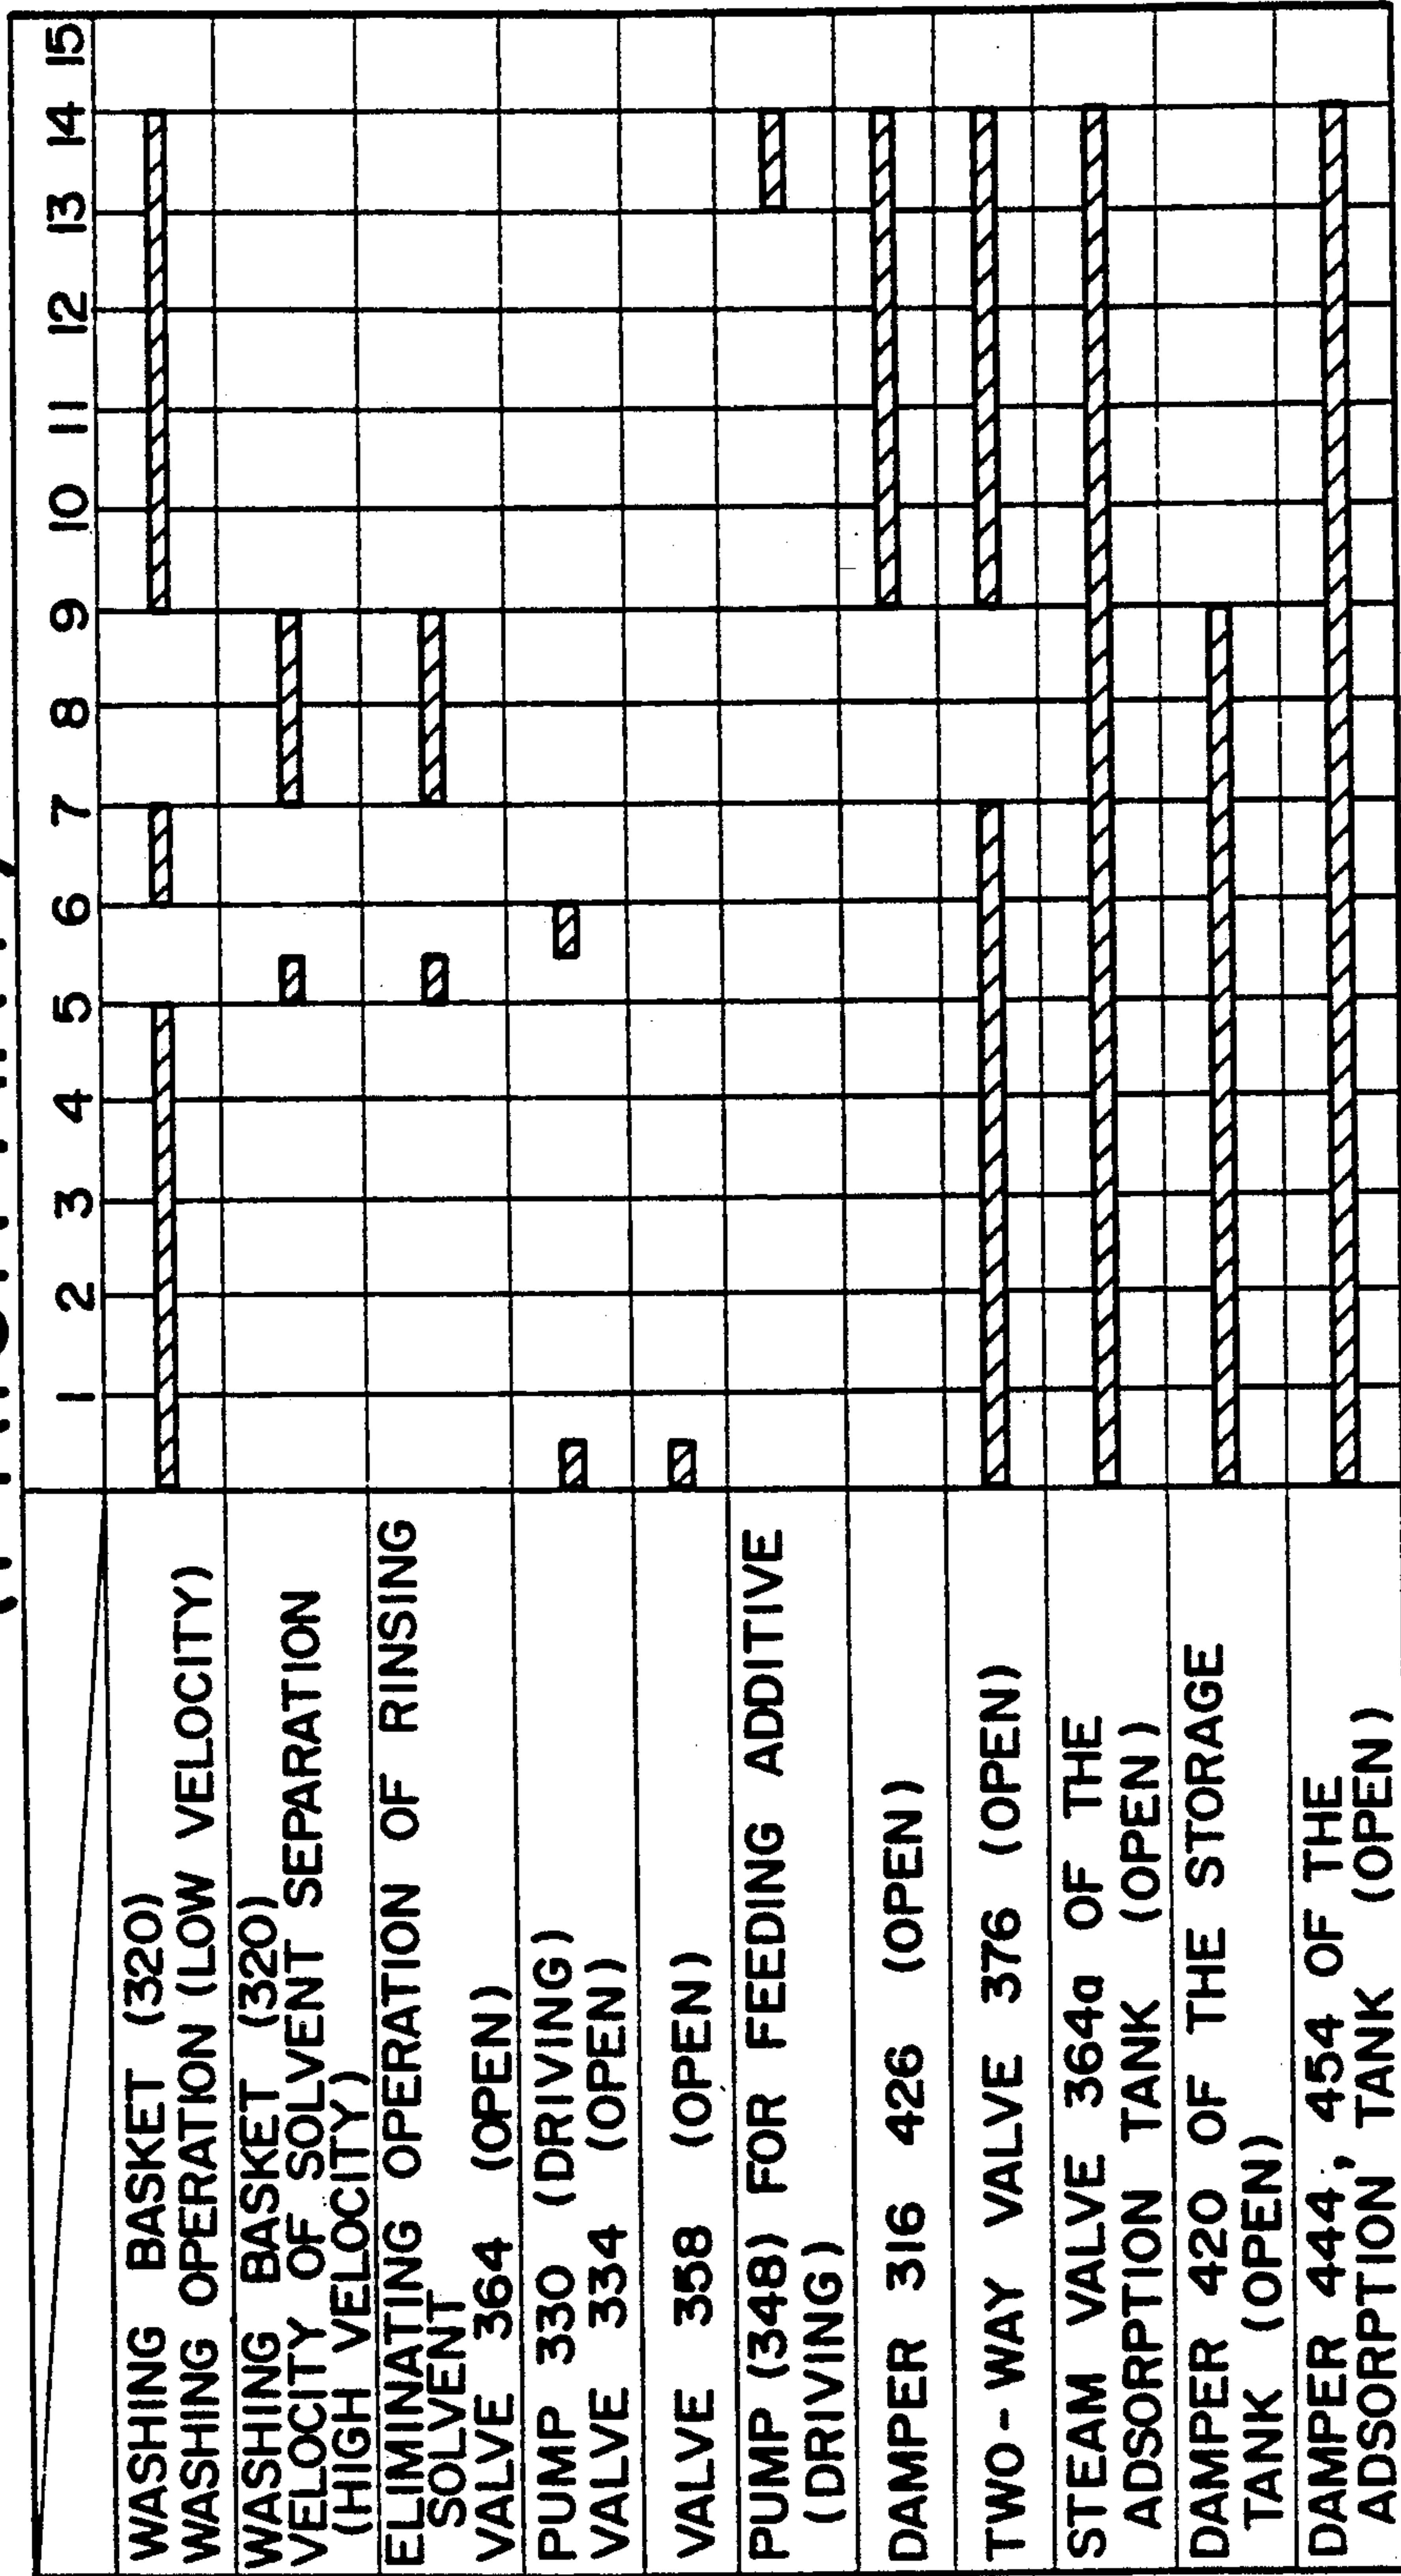 1 2 3 4 5 6 7 8 9 10 11 12 13 14 15
WASHING BASKET (320)
WASHING OPERATION (LOW VELOCITY)
WASHING BASKET (320)
VELOCITY OF SOLVENT SEPARATION
(HIGH VELOCITY)
ELIMINATING OPERATION OF RINSING
SOLVENT
VALVE 364 (OPEN)
PUMP 330 (DRIVING)
VALVE 334 (OPEN)
VALVE 358 (OPEN)
PUMP (348) FOR FEEDING ADDITIVE
(DRIVING)
DAMPER 316 426 (OPEN)
TWO-WAY VALVE 376 (OPEN)
STEAM VALVE 364a OF THE
ADSORPTION TANK (OPEN)
DAMPER 420 OF THE STORAGE
TANK (OPEN)
DAMPER 444, 454 OF THE
ADSORPTION TANK (OPEN)